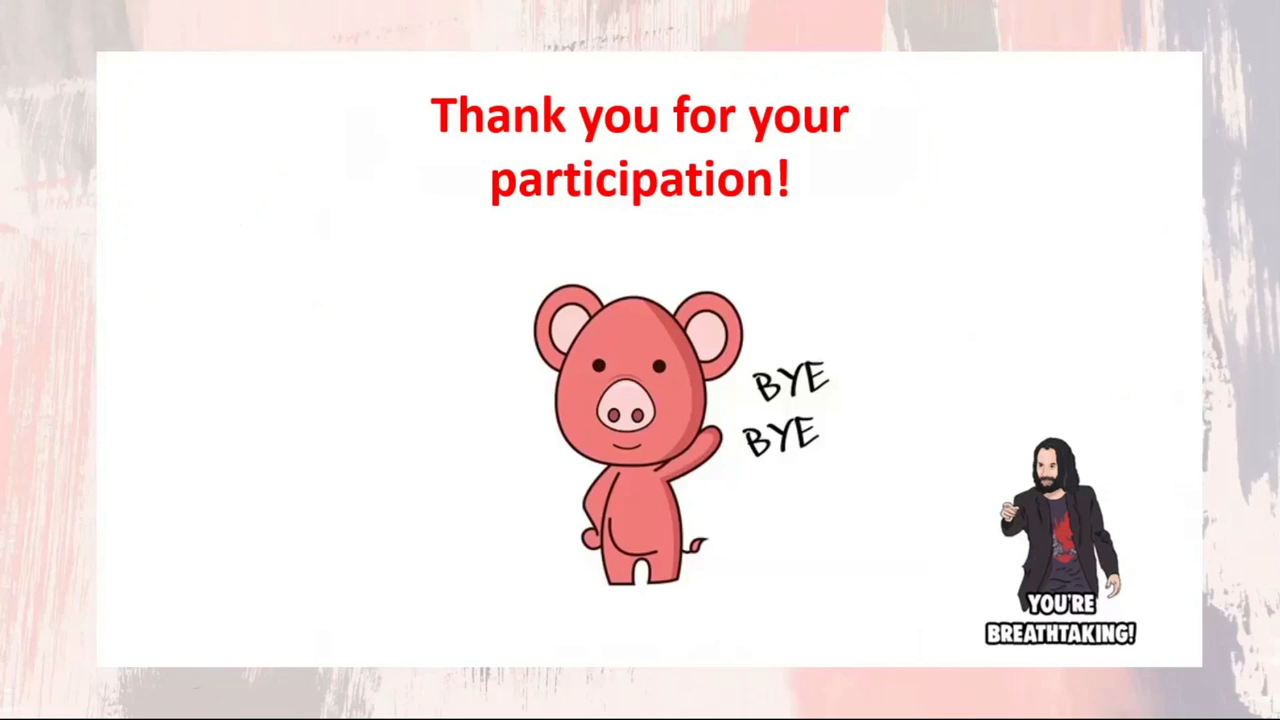 Thank you for your
participation!
BYE
BYE
YOU'RE
BREATHTAKING!